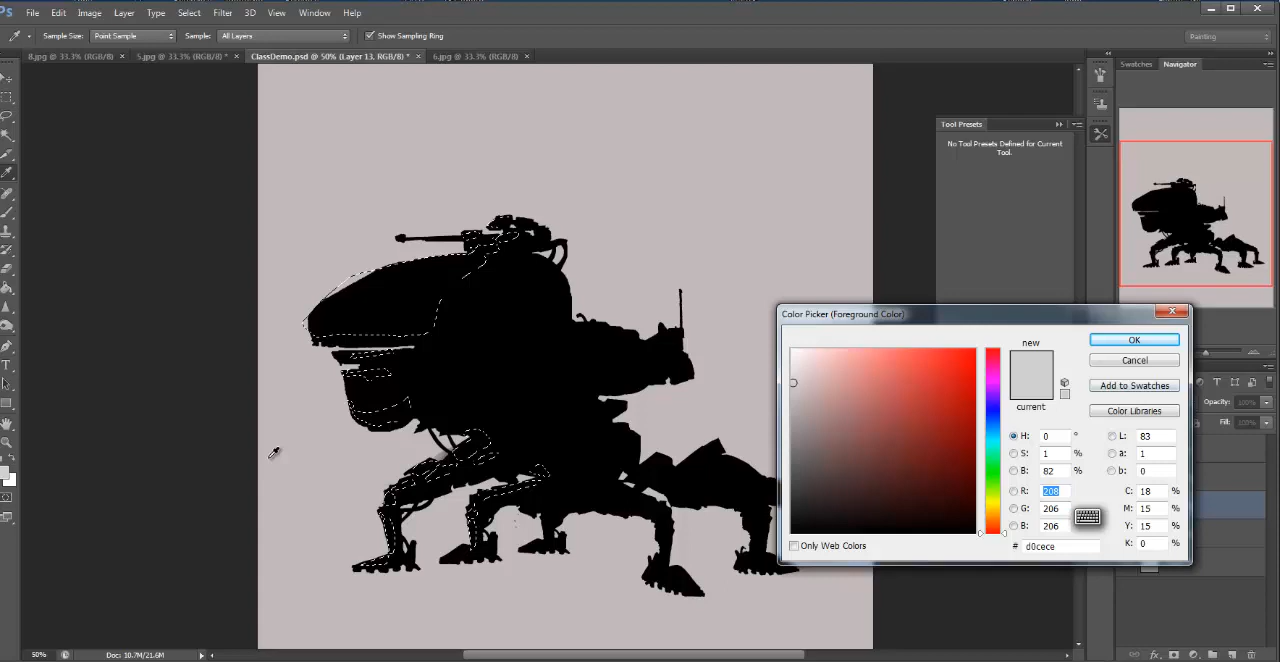 Ps File Edit Image Layer Type Select Filter 3D View Window Help
Sample Size: Point Sample Sample: All Layers Show Sampling Ring Painting
8.jpg @ 33.3% (RGB/8) × 5.jpg @ 33.3% (RGB/8) * × ClassDemo.psd @ 50% (Layer 13, RGB/8) * × 6.jpg @ 33.3% (RGB/8) ×
Swatches Navigator
Tool Presets
No Tool Presets Defined for Current
Tool.
Color Picker (Foreground Color)
new
current
OK
Cancel
Add to Swatches
Color Libraries
H: 0 °
S: 1 %
B: 82 %
R: 208
G: 206
B: 206
# d0cece
L: 83
a: 1
b: 0
C: 18 %
M: 15 %
Y: 15 %
K: 0 %
Only Web Colors
Opacity: 100%
Fill: 100%
T
50% Doc: 10.7M/21.6M
fx